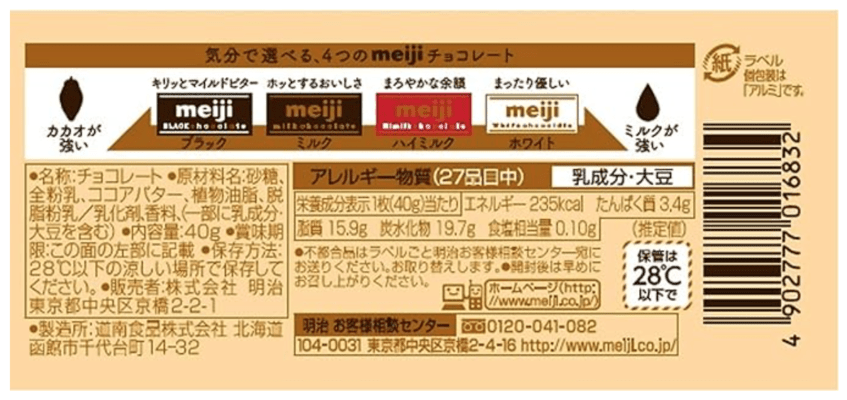 気分で選べる、4つのmeijiチョコレート
キリッとマイルドビター ホッとするおいしさ まろやかな余韻 まったり優しい
カカオが
強い
meiji
BLACK chocolate
ブラック
meiji
milk chocolate
ミルク
meiji
Himilk chocolate
ハイミルク
meiji
White chocolate
ホワイト
ミルクが
強い
紙
ラベル
個包装は
「アルミ」です。
●名称:チョコレート ●原材料名:砂糖、
全粉乳、ココアバター、植物油脂、脱
脂粉乳／乳化剤、香料、(一部に乳成分・
大豆を含む) ●内容量:40g ●賞味期
限:この面の左部に記載 ●保存方法:
28℃以下の涼しい場所で保存して
ください。●販売者:株式会社 明治
東京都中央区京橋2-2-1
●製造所:道南食品株式会社 北海道
函館市千代台町14-32
アレルギー物質(27品目中) 乳成分・大豆
栄養成分表示1枚(40g)当たり エネルギー 235kcal たんぱく質 3.4g
脂質 15.9g 炭水化物 19.7g 食塩相当量 0.10g (推定値)
●不都合品はラベルごと明治お客様相談センター宛に
お送りください。お取り替えします。●開封後は早めに
お召し上がりください。
ホームページ(http:
//www.meiji.co.jp/)
保管は
28℃
以下で
明治 お客様相談センター 0120-041-082
104-0031 東京都中央区京橋2-4-16 http://www.meiji.co.jp/
4 902777 016832